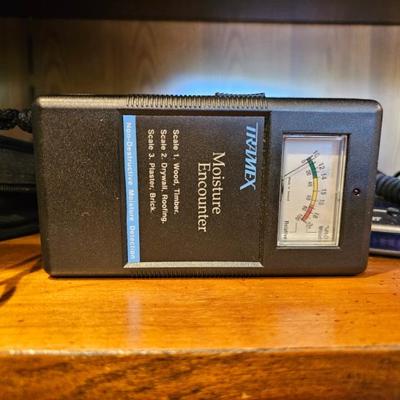 TRAMEX
Moisture
Encounter
Scale 1. Wood, Timber.
Scale 2. Drywall, Roofing.
Scale 3. Plaster, Brick.
Non-Destructive Moisture Detection